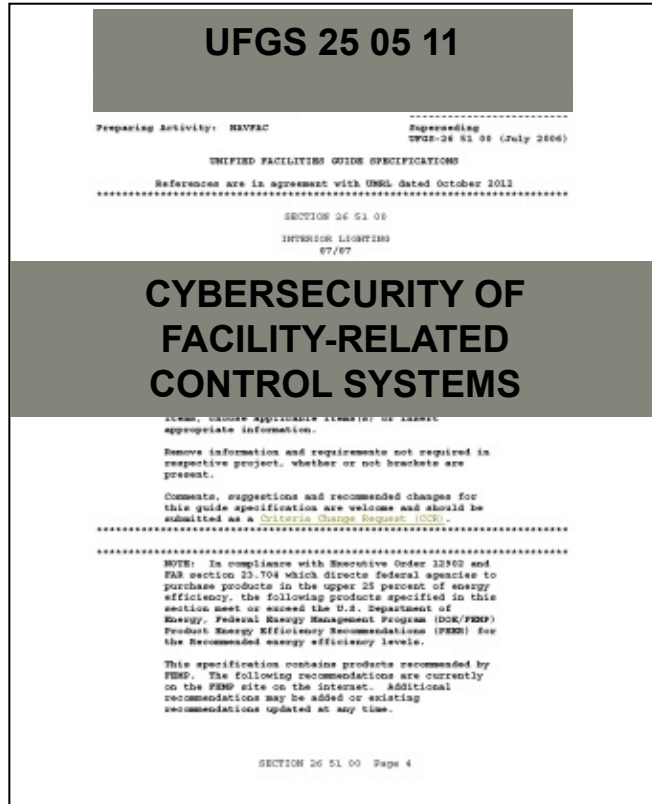 UFGS 25 05 11
Preparing Activity: NAVFAC
Superseding
UFGS-26 51 00 (July 2006)
UNIFIED FACILITIES GUIDE SPECIFICATIONS
References are in agreement with UMRL dated October 2012
********************************************************************************
SECTION 26 51 00
INTERIOR LIGHTING
07/07
CYBERSECURITY OF
FACILITY-RELATED
CONTROL SYSTEMS
items, choose applicable items(s) or insert
appropriate information.
Remove information and requirements not required in
respective project, whether or not brackets are
present.
Comments, suggestions and recommended changes for
this guide specification are welcome and should be
submitted as a Criteria Change Request (CCR).
********************************************************************************
********************************************************************************
NOTE: In compliance with Executive Order 12902 and
FAR section 23.704 which directs federal agencies to
purchase products in the upper 25 percent of energy
efficiency, the following products specified in this
section meet or exceed the U.S. Department of
Energy, Federal Energy Management Program (DOE/FEMP)
Product Energy Efficiency Recommendations (PEER) for
the Recommended energy efficiency levels.
This specification contains products recommended by
FEMP. The following recommendations are currently
on the FEMP site on the internet. Additional
recommendations may be added or existing
recommendations updated at any time.
SECTION 26 51 00 Page 4